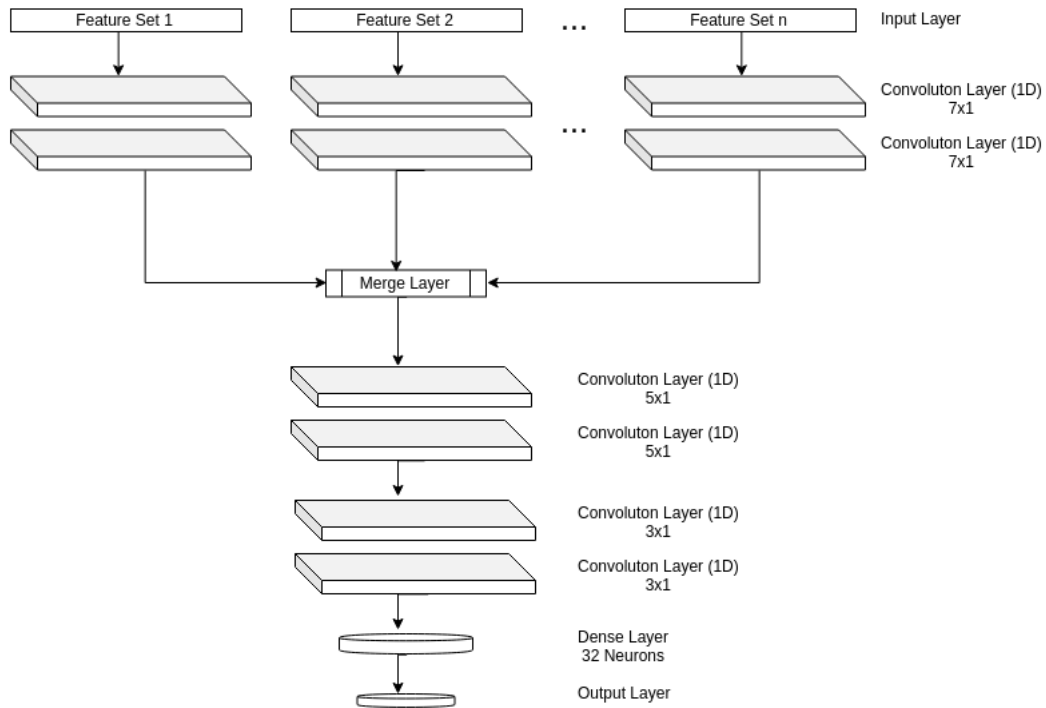 Feature Set 1
Feature Set 2
...
Feature Set n
Input Layer
Convoluton Layer (1D)
7x1
...
Convoluton Layer (1D)
7x1
Merge Layer
Convoluton Layer (1D)
5x1
Convoluton Layer (1D)
5x1
Convoluton Layer (1D)
3x1
Convoluton Layer (1D)
3x1
Dense Layer
32 Neurons
Output Layer